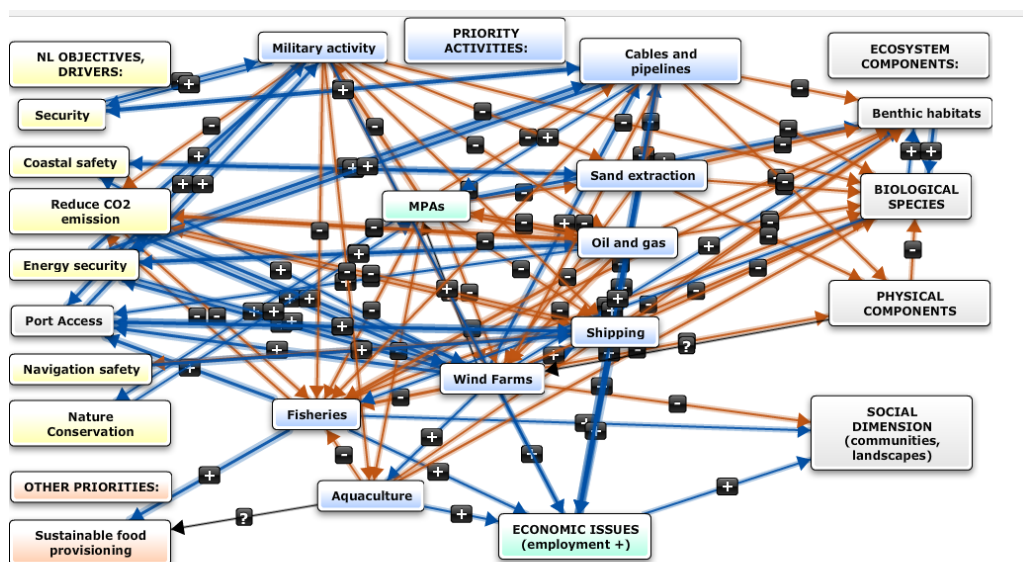 NL OBJECTIVES,
DRIVERS:
Military activity
PRIORITY
ACTIVITIES:
Cables and
pipelines
ECOSYSTEM
COMPONENTS:
Security
Benthic habitats
Coastal safety
Sand extraction
Reduce CO2
emission
MPAs
BIOLOGICAL
SPECIES
Oil and gas
Energy security
PHYSICAL
COMPONENTS
Port Access
Shipping
Navigation safety
Wind Farms
Nature
Conservation
Fisheries
SOCIAL
DIMENSION
(communities,
landscapes)
OTHER PRIORITIES:
Aquaculture
Sustainable food
provisioning
ECONOMIC ISSUES
(employment +)
?
?